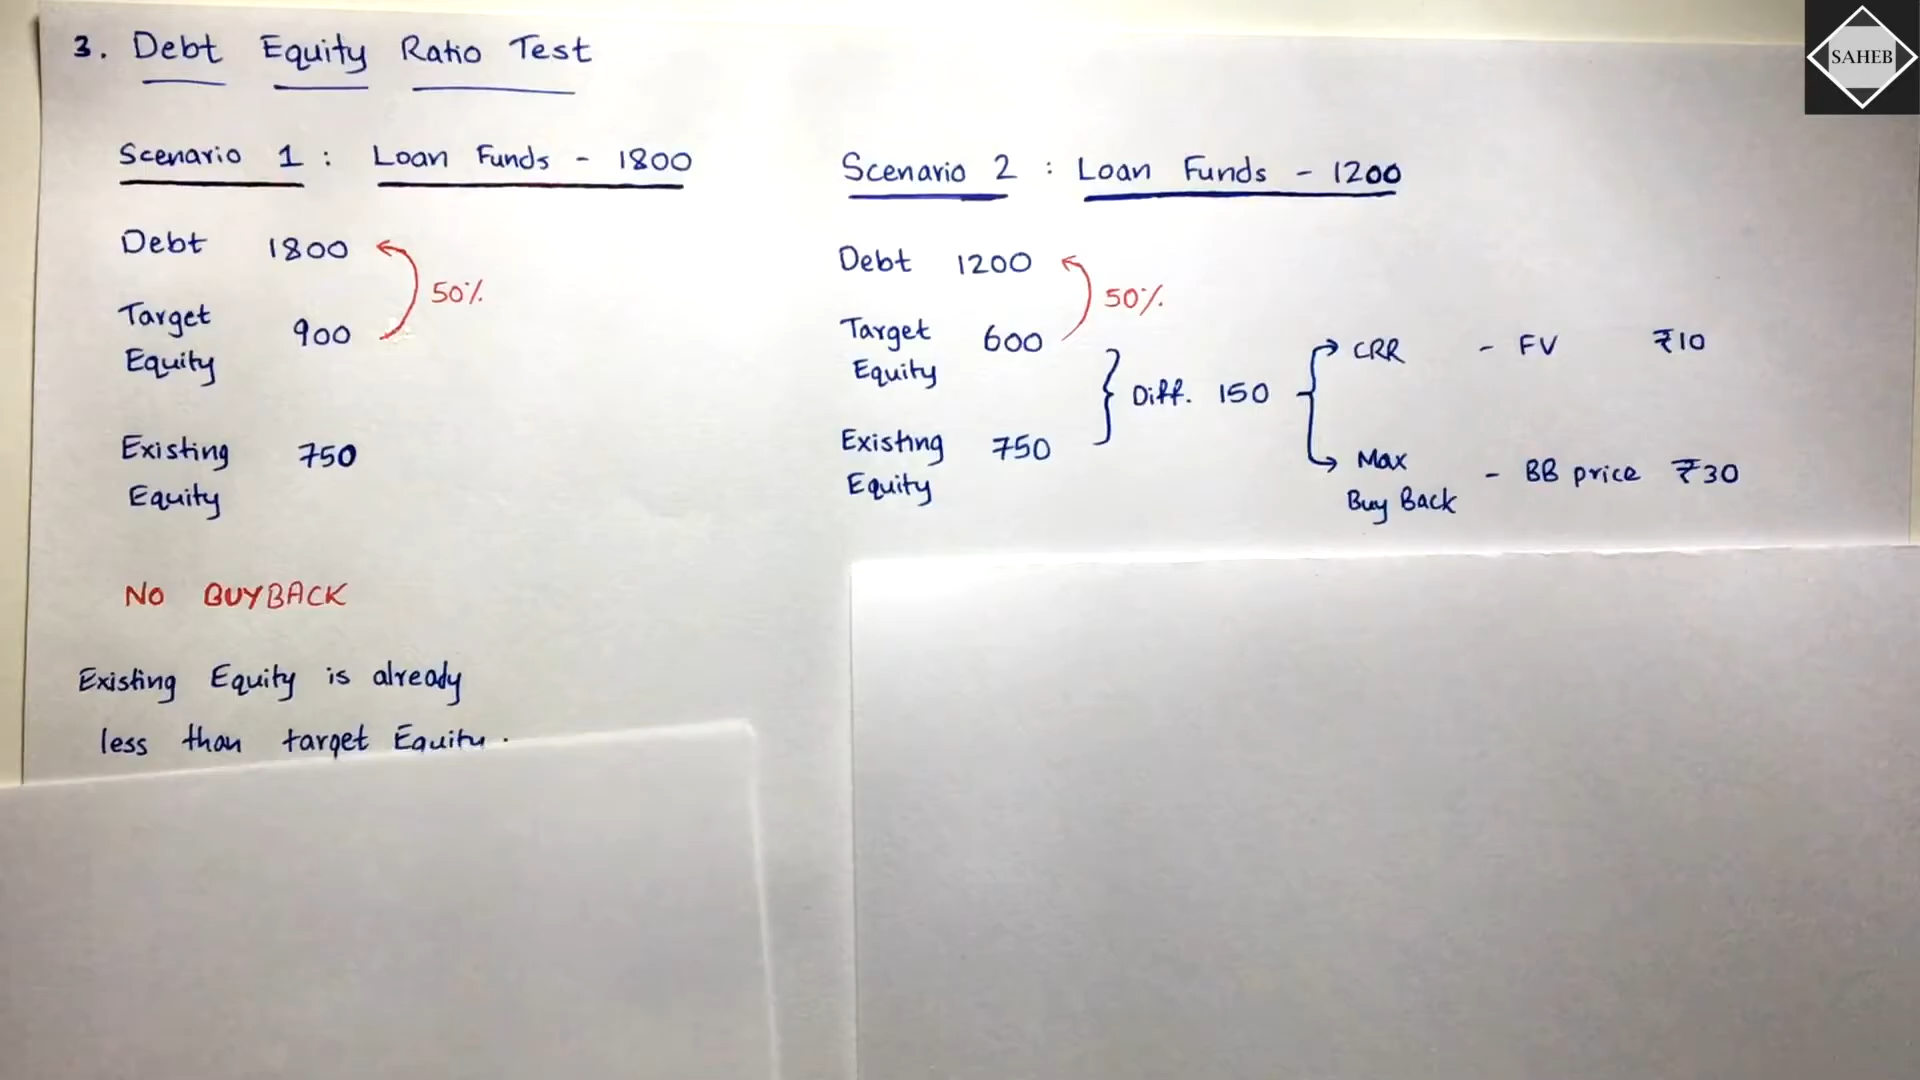 3. Debt Equity Ratio Test
SAHEB
Scenario 1 : Loan Funds - 1800
Debt 1800
50%
Target 900
Equity
Existing 750
Equity
NO BUYBACK
Existing Equity is already
less than target Equity.
Scenario 2 : Loan Funds - 1200
Debt 1200
50%
Target 600
Equity
Existing 750
Equity
Diff. 150
CRR - FV ₹10
Max - BB price ₹30
Buy Back